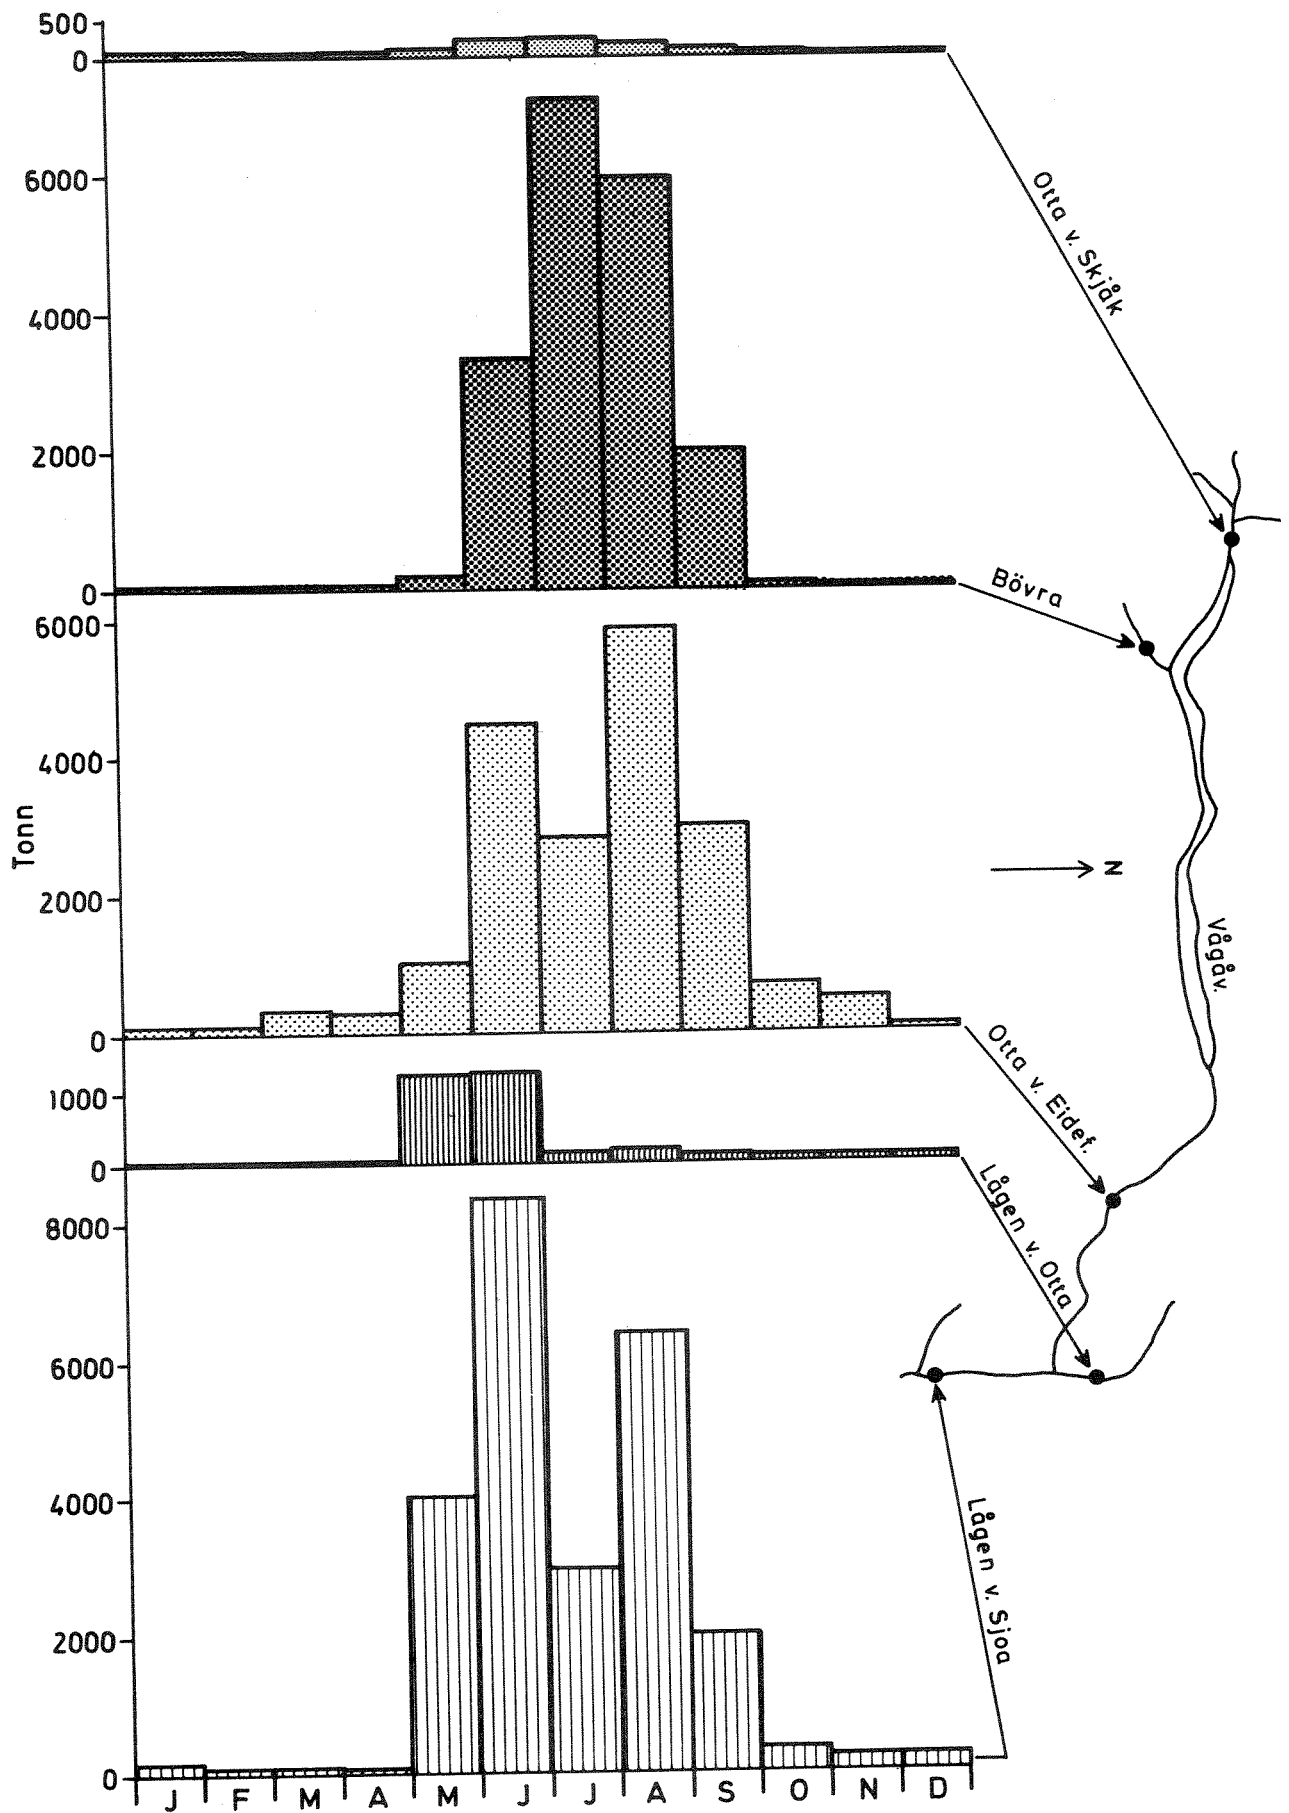 500
0
6000
4000
2000
0
Otta v. Skjåk
Bövra
6000
4000
2000
0
Tonn
N
Vågåv.
Otta v. Eidef.
1000
0
Lågen v. Otta
8000
6000
4000
2000
0
Lågen v. Sjoa
J F M A M J J A S O N D